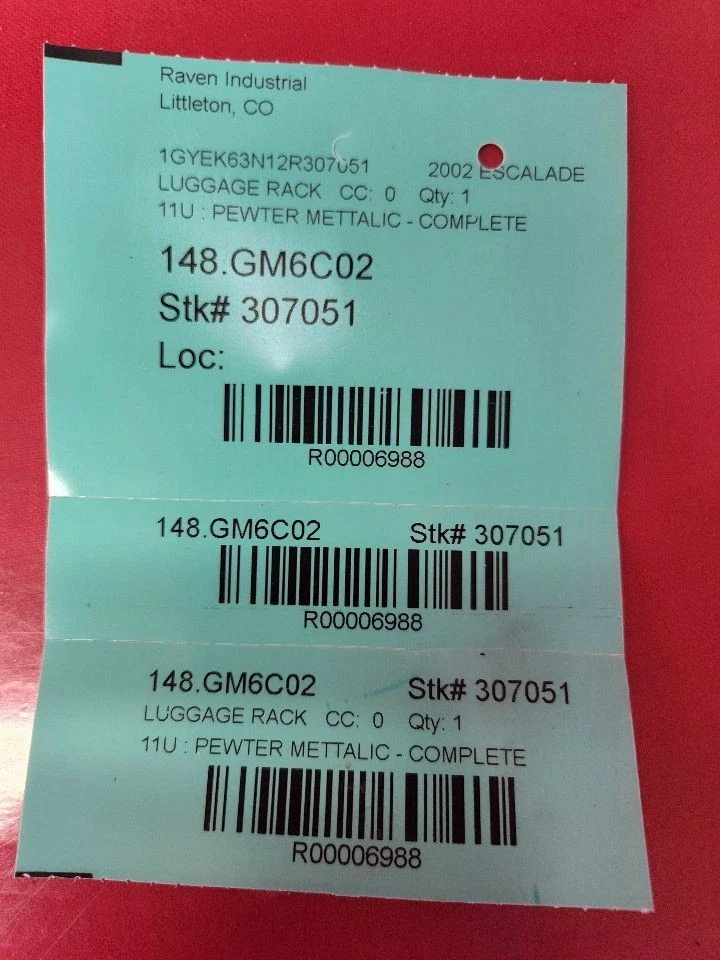 Raven Industrial
Littleton, CO
1GYEK63N12R307051 2002 ESCALADE
LUGGAGE RACK CC: 0 Qty: 1
11U : PEWTER METTALIC - COMPLETE
148.GM6C02
Stk# 307051
Loc:
R00006988
148.GM6C02 Stk# 307051
R00006988
148.GM6C02 Stk# 307051
LUGGAGE RACK CC: 0 Qty: 1
11U : PEWTER METTALIC - COMPLETE
R00006988